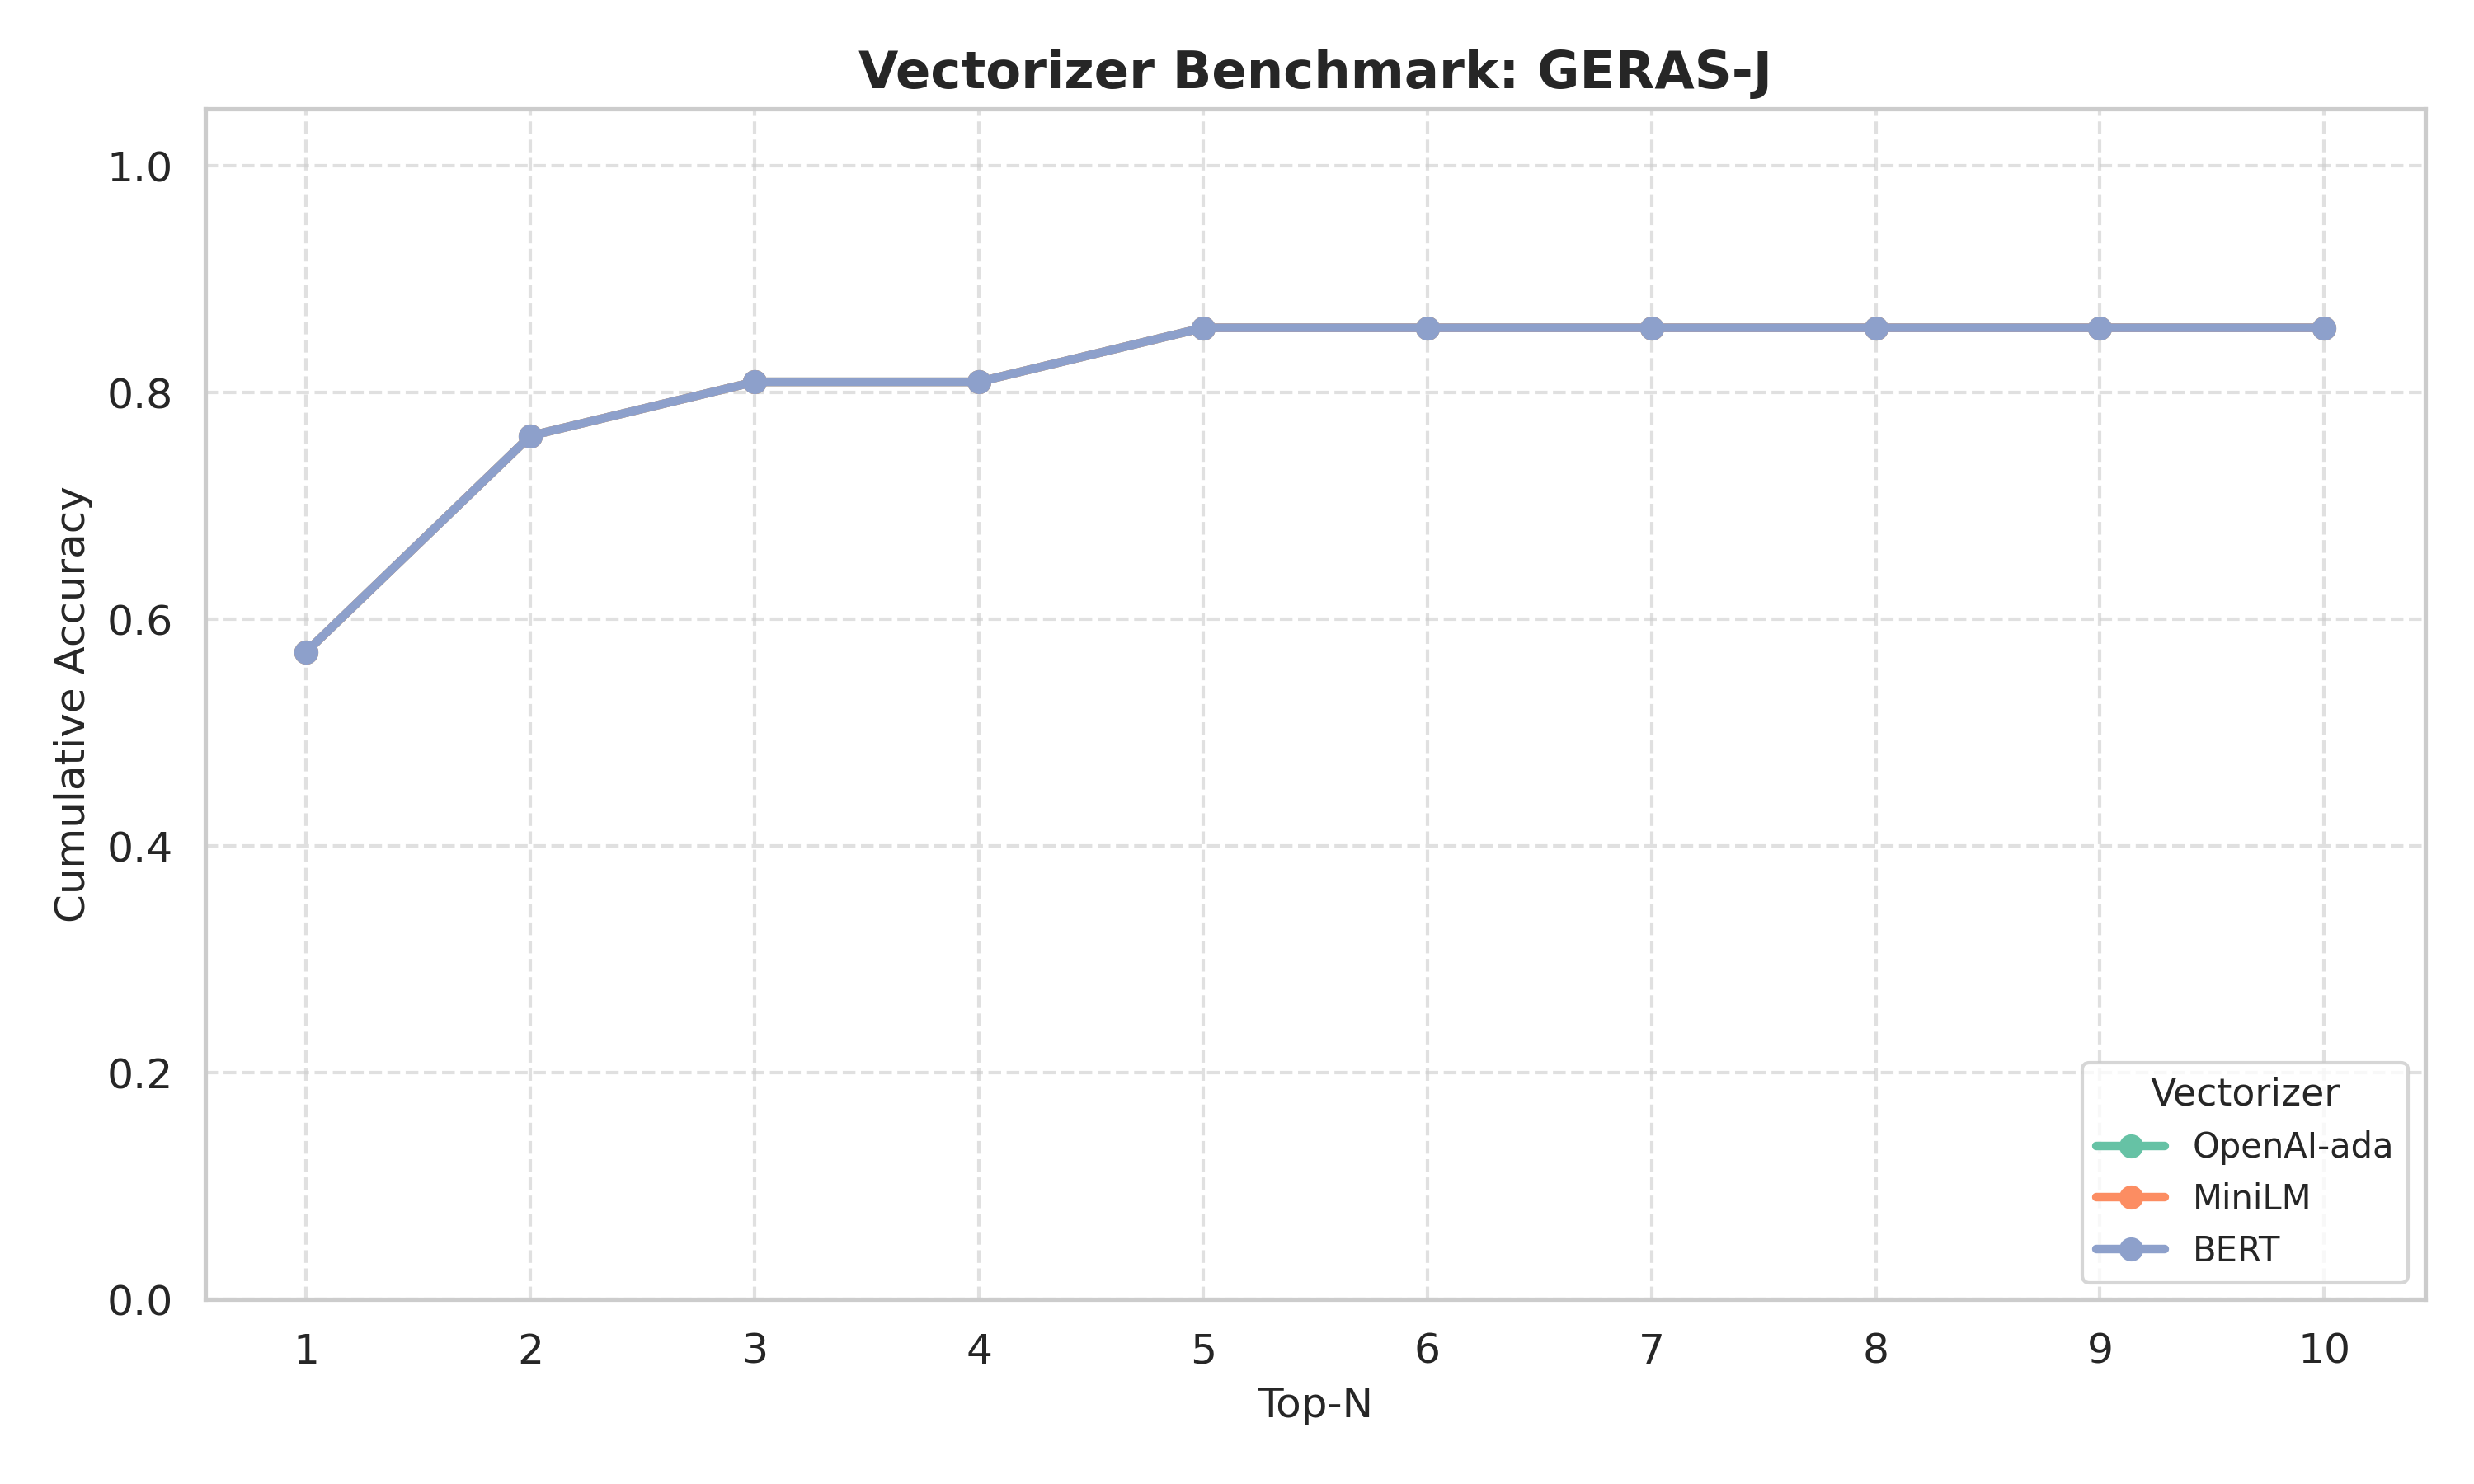 Vectorizer Benchmark: GERAS-J
Cumulative Accuracy
1.0
0.8
0.6
0.4
0.2
0.0
Vectorizer
OpenAI-ada
MiniLM
BERT
1 2 3 4 5 6 7 8 9 10
Top-N